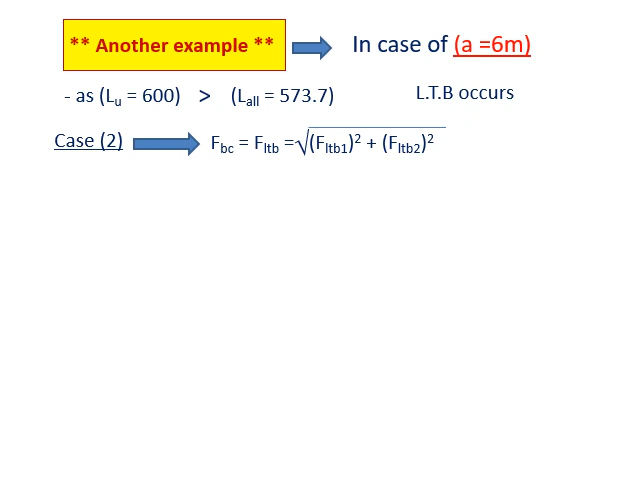 ** Another example ** In case of (a =6m)
- as (Lu = 600) > (Lall = 573.7) L.T.B occurs
Case (2) Fbc = Fltb =√(Fltb1)² + (Fltb2)²